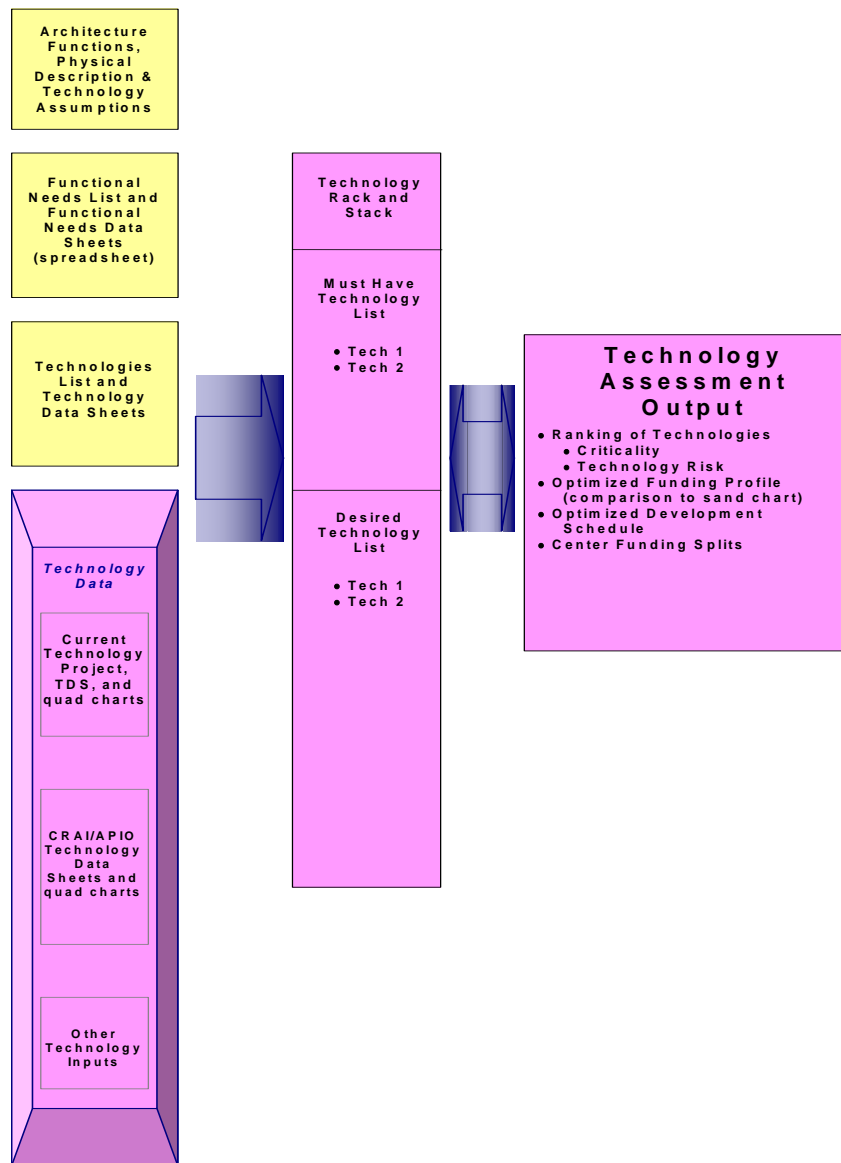 Architecture
Functions,
Physical
Description &
Technology
Assumptions
Functional
Needs List and
Functional
Needs Data
Sheets
(spreadsheet)
Technologies
List and
Technology
Data Sheets
Technology
Data
Current
Technology
Project,
TDS, and
quad charts
CRAI/APIO
Technology
Data
Sheets and
quad charts
Other
Technology
Inputs
Technology
Rack and
Stack
Must Have
Technology
List
• Tech 1
• Tech 2
Desired
Technology
List
• Tech 1
• Tech 2
Technology
Assessment
Output
• Ranking of Technologies
• Criticality
• Technology Risk
• Optimized Funding Profile
(comparison to sand chart)
• Optimized Development
Schedule
• Center Funding Splits